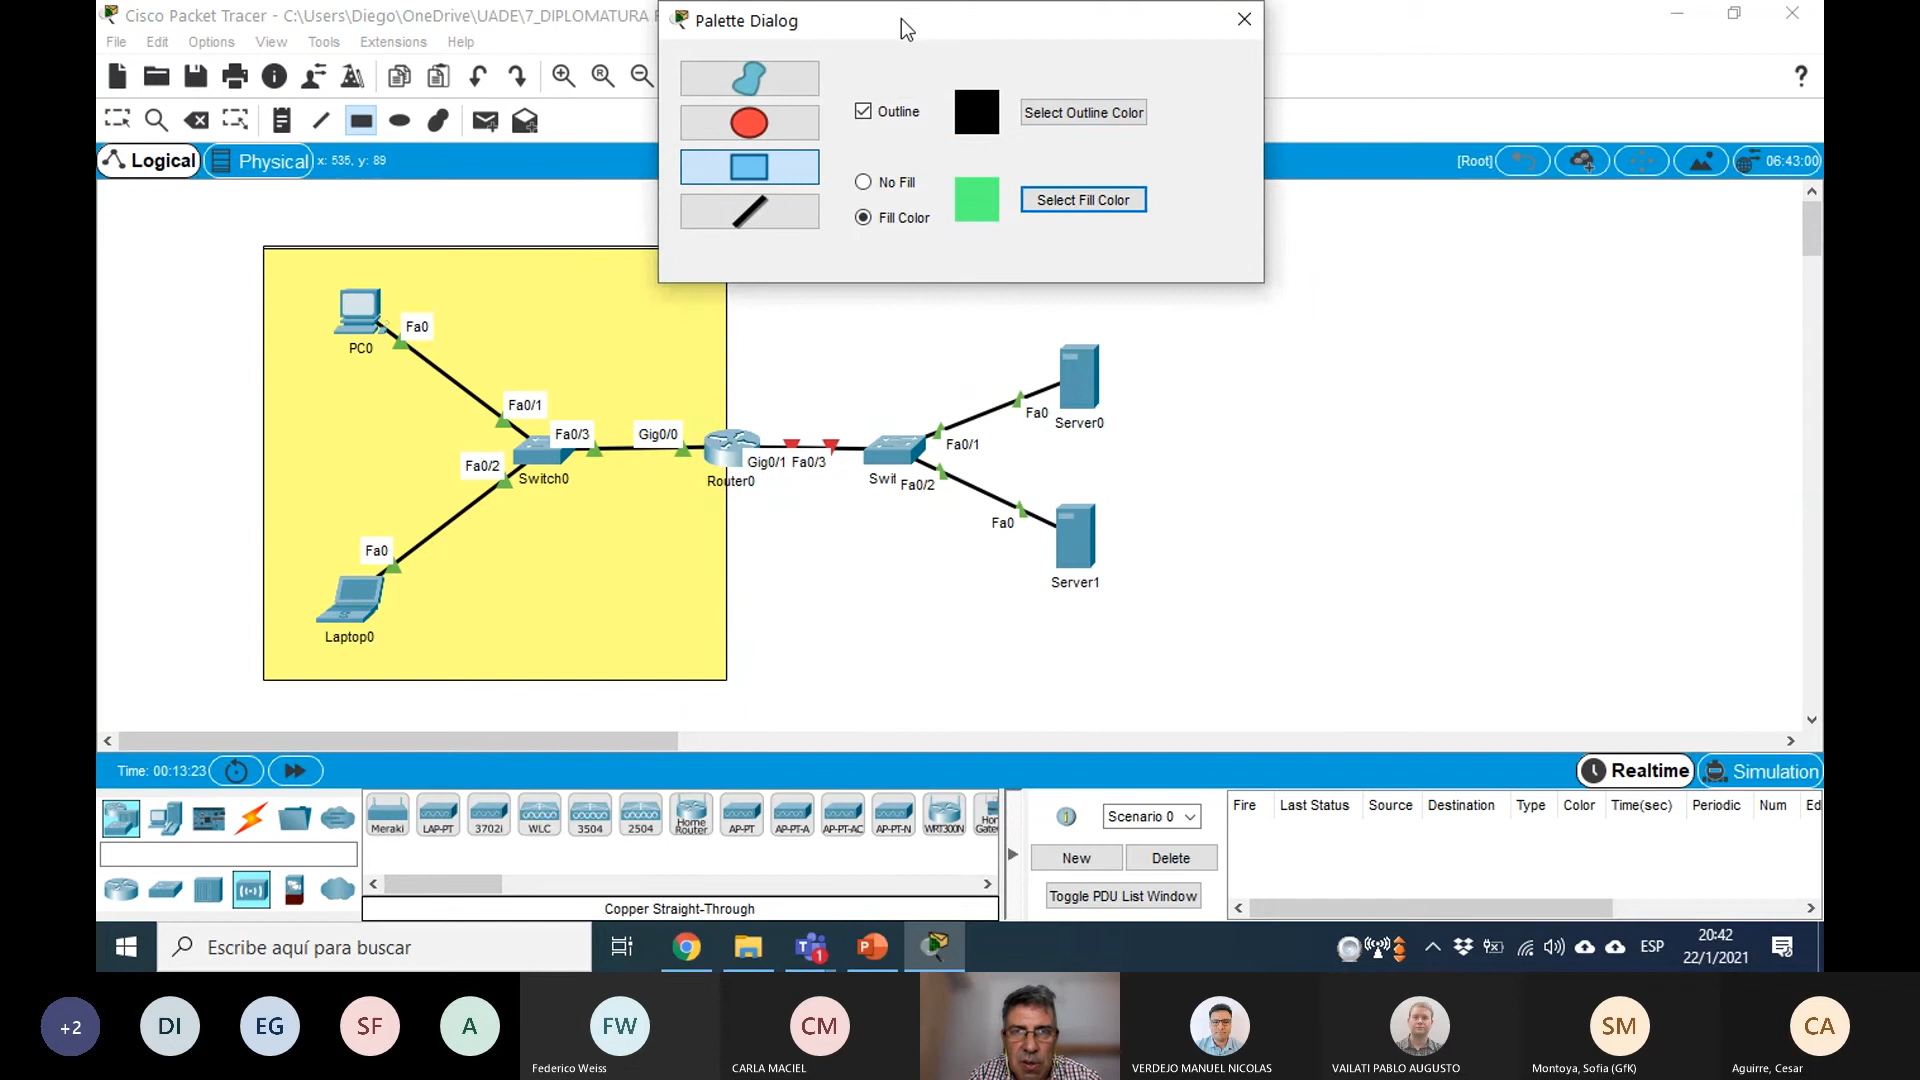 Cisco Packet Tracer - C:\Users\Diego\OneDrive\UADE\7_DIPLOMATURA
Palette Dialog
File Edit Options View Tools Extensions Help
Outline
Select Outline Color
No Fill
Fill Color
Select Fill Color
Logical
Physical
x: 535, y: 89
[Root]
06:43:00
PC0
Fa0
Fa0/1
Fa0/3
Gig0/0
Fa0/2
Switch0
Router0
Gig0/1
Fa0/3
Swi
Fa0/2
Fa0/1
Fa0
Server0
Fa0
Server1
Fa0
Laptop0
Time: 00:13:23
Realtime
Simulation
Meraki
LAP-PT
3702i
WLC
3504
2504
Home Router
AP-PT
AP-PT-A
AP-PT-AC
AP-PT-N
WRT300N
Copper Straight-Through
Scenario 0
New
Delete
Toggle PDU List Window
Fire Last Status Source Destination Type Color Time(sec) Periodic Num Ed
Escribe aquí para buscar
ESP
20:42
22/1/2021
+2
DI
EG
SF
A
FW
Federico Weiss
CM
CARLA MACIEL
VERDEJO MANUEL NICOLAS
VAILATI PABLO AUGUSTO
SM
Montoya, Sofia (GfK)
CA
Aguirre, Cesar